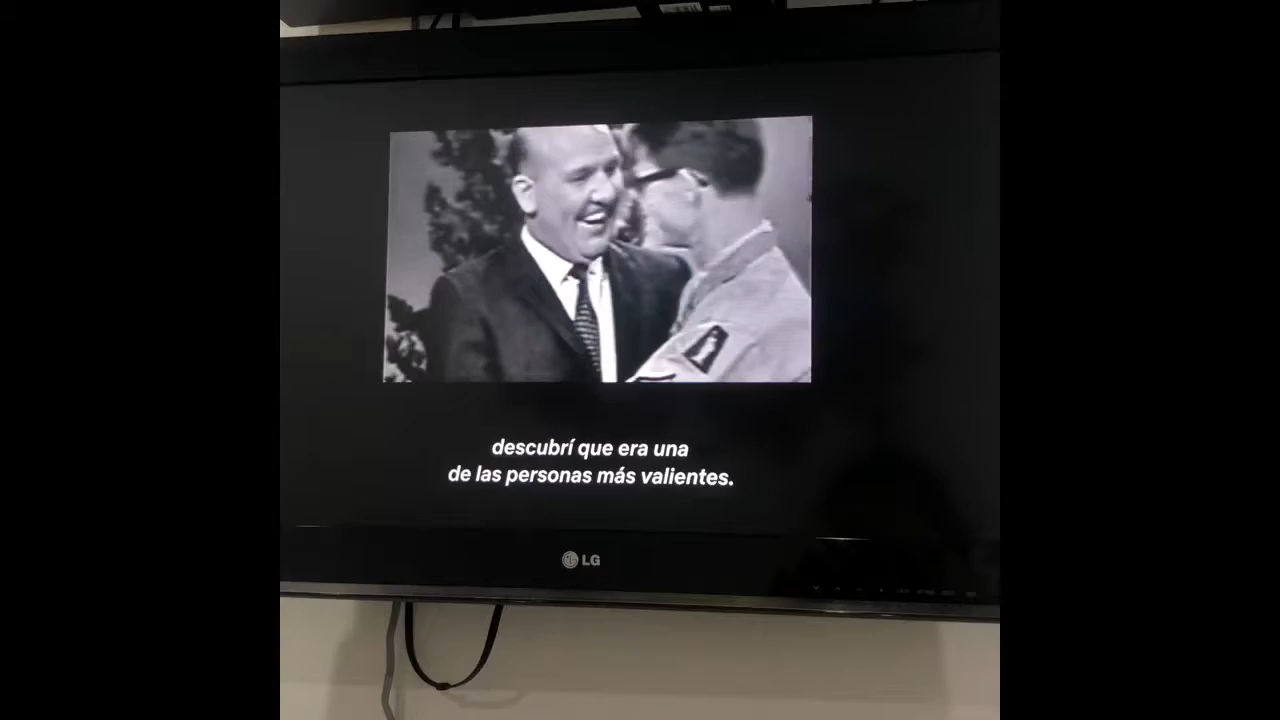 descubrí que era una
de las personas más valientes.
LG